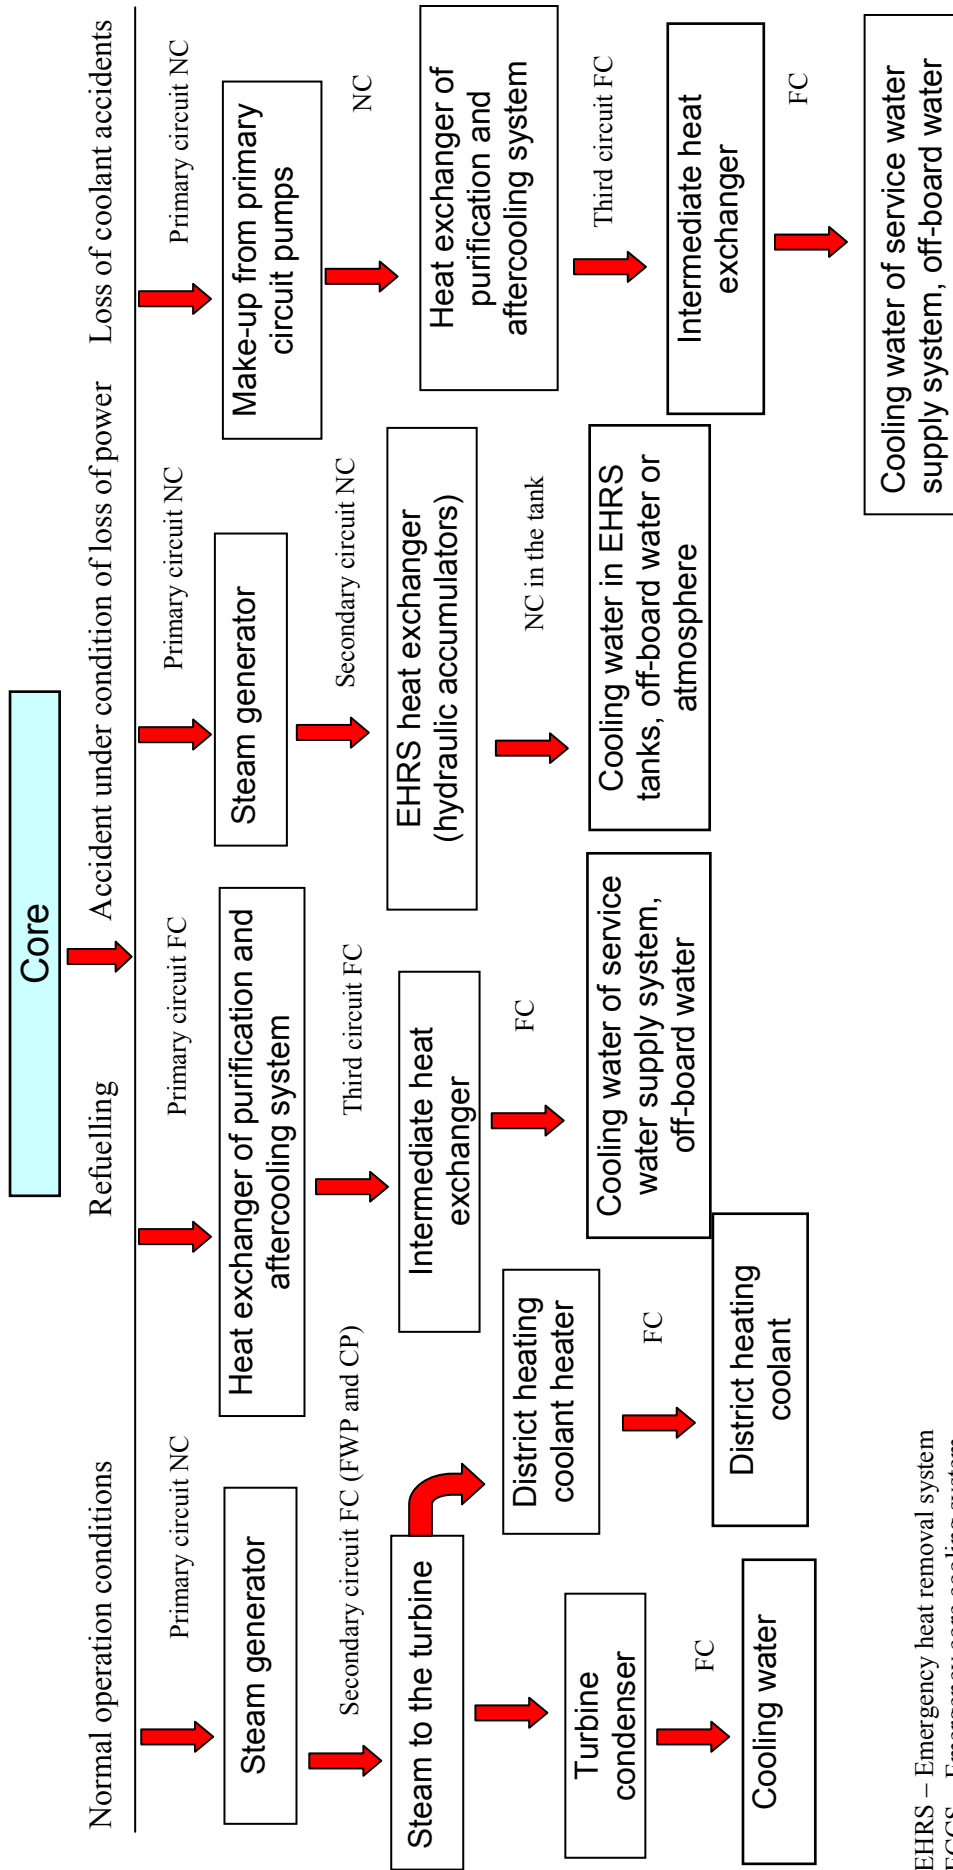 Core
Normal operation conditions
Refuelling
Accident under condition of loss of power
Loss of coolant accidents
Primary circuit NC
Steam generator
Secondary circuit FC (FWP and CP)
Steam to the turbine
Turbine
condenser
FC
Cooling water
District heating
coolant heater
FC
District heating
coolant
Primary circuit FC
Heat exchanger of purification and
aftercooling system
Third circuit FC
Intermediate heat
exchanger
FC
Cooling water of service
water supply system,
off-board water
Primary circuit NC
Steam generator
Secondary circuit NC
EHRS heat exchanger
(hydraulic accumulators)
NC in the tank
Cooling water in EHRS
tanks, off-board water or
atmosphere
Primary circuit NC
Make-up from primary
circuit pumps
NC
Heat exchanger of
purification and
aftercooling system
Third circuit FC
Intermediate heat
exchanger
FC
Cooling water of service water
supply system, off-board water
EHRS – Emergency heat removal system
ECCS – Emergency core cooling system